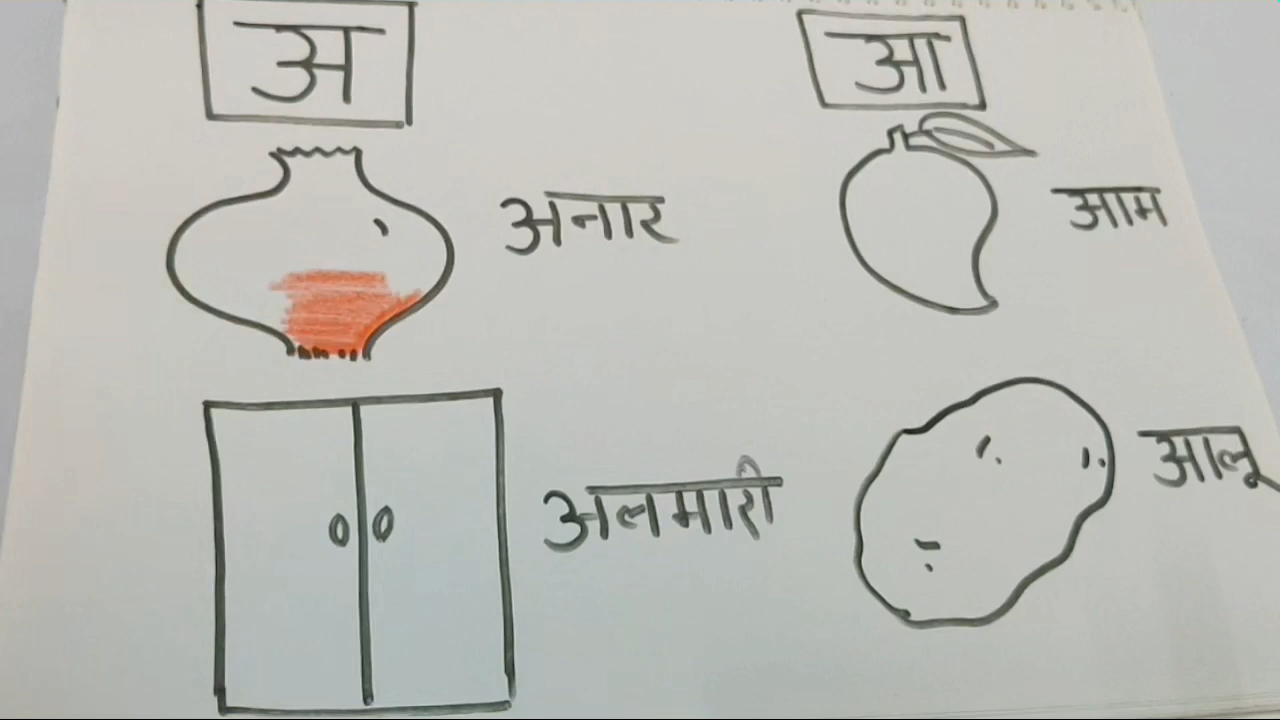 अ
आ
अनार
आम
अलमारी
आलू